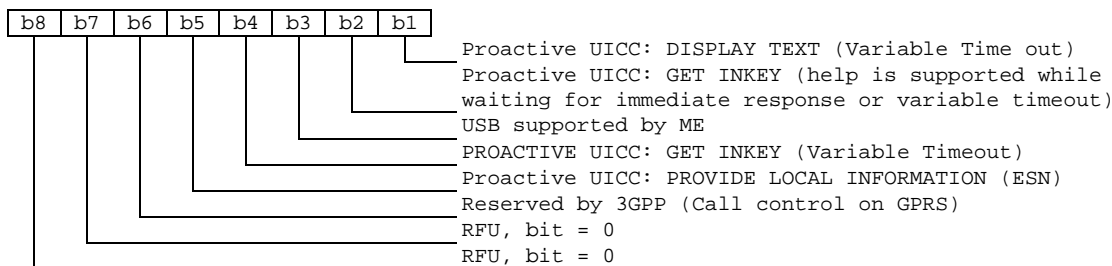 b8 b7 b6 b5 b4 b3 b2 b1
Proactive UICC: DISPLAY TEXT (Variable Time out)
Proactive UICC: GET INKEY (help is supported while
waiting for immediate response or variable timeout)
USB supported by ME
PROACTIVE UICC: GET INKEY (Variable Timeout)
Proactive UICC: PROVIDE LOCAL INFORMATION (ESN)
Reserved by 3GPP (Call control on GPRS)
RFU, bit = 0
RFU, bit = 0